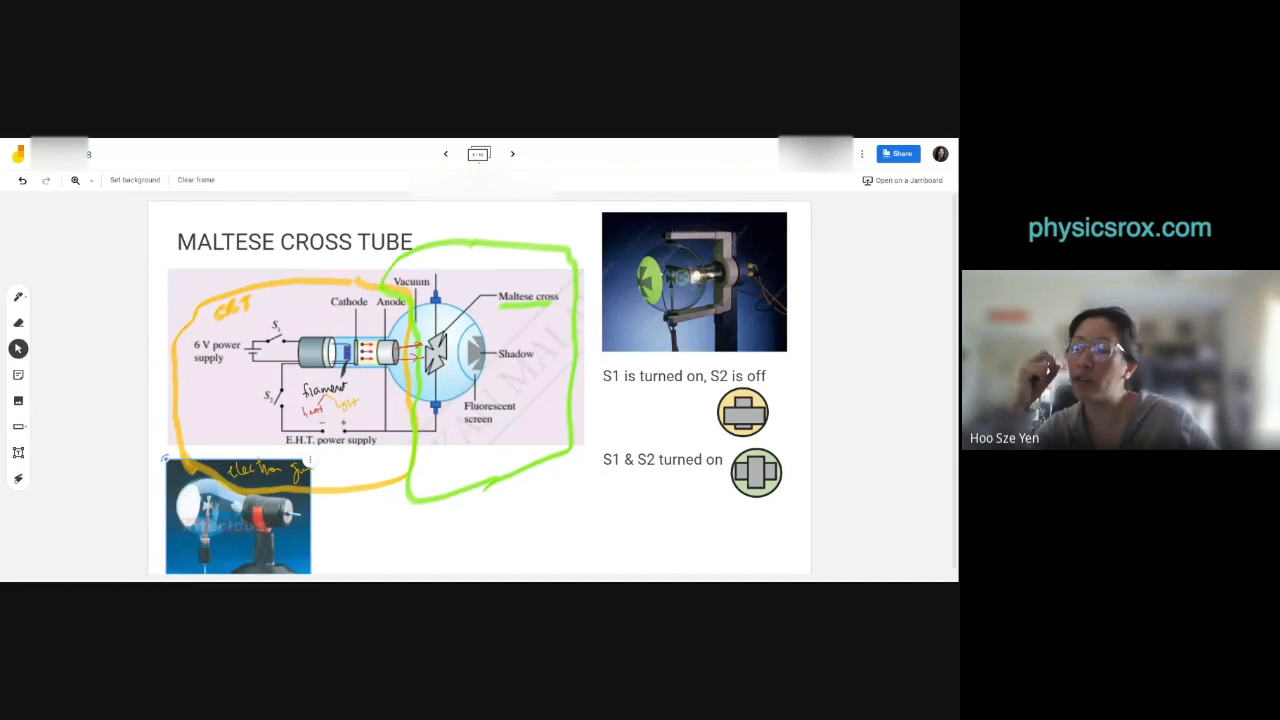 8
Share
Set background
Clear frame
Open on a Jamboard
MALTESE CROSS TUBE
CRT
Vacuum
Cathode
Anode
Maltese cross
S1
6 V power
supply
Shadow
filament
S2
heat
light
Fluorescent
screen
−
+
E.H.T. power supply
electron
S1 is turned on, S2 is off
S1 & S2 turned on
physicsrox.com
Hoo Sze Yen